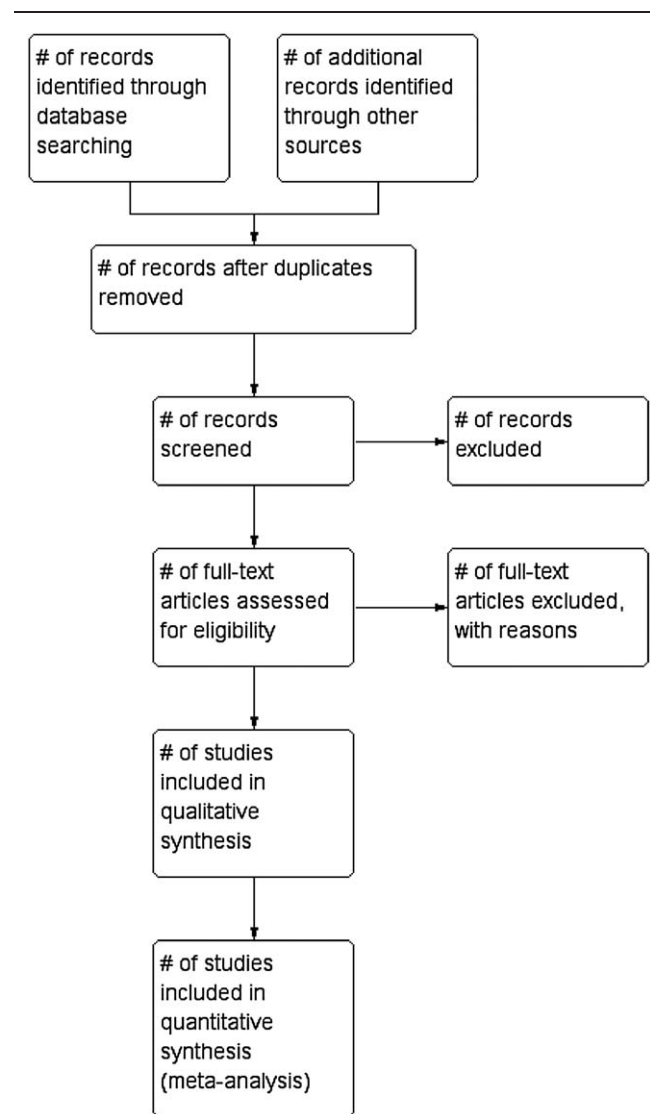 # of records
identified through
database
searching
# of additional
records identified
through other
sources
# of records after duplicates
removed
# of records
screened
# of records
excluded
# of full-text
articles assessed
for eligibility
# of full-text
articles excluded,
with reasons
# of studies
included in
qualitative
synthesis
# of studies
included in
quantitative
synthesis
(meta-analysis)